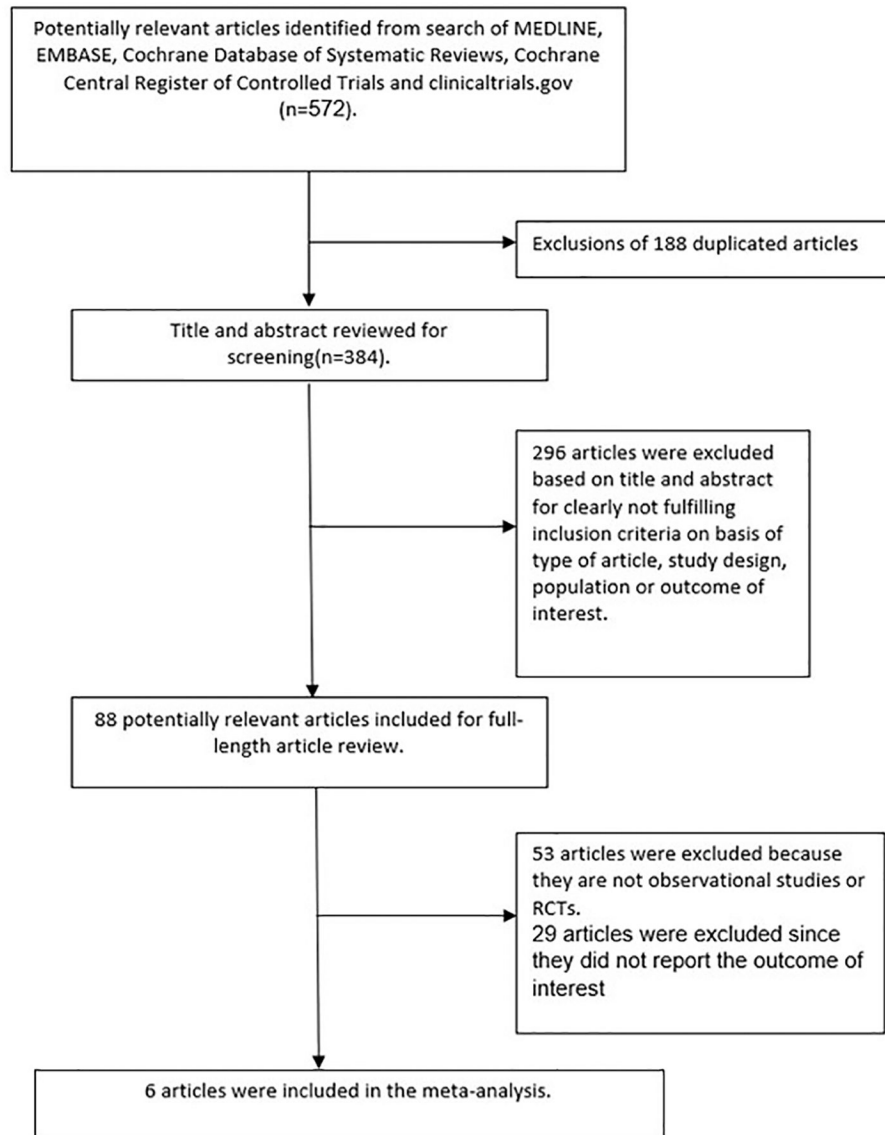 Potentially relevant articles identified from search of MEDLINE,
EMBASE, Cochrane Database of Systematic Reviews, Cochrane
Central Register of Controlled Trials and clinicaltrials.gov
(n=572).
Exclusions of 188 duplicated articles
Title and abstract reviewed for
screening(n=384).
296 articles were excluded
based on title and abstract
for clearly not fulfilling
inclusion criteria on basis of
type of article, study design,
population or outcome of
interest.
88 potentially relevant articles included for full-
length article review.
53 articles were excluded because
they are not observational studies or
RCTs.
29 articles were excluded since
they did not report the outcome of
interest
6 articles were included in the meta-analysis.